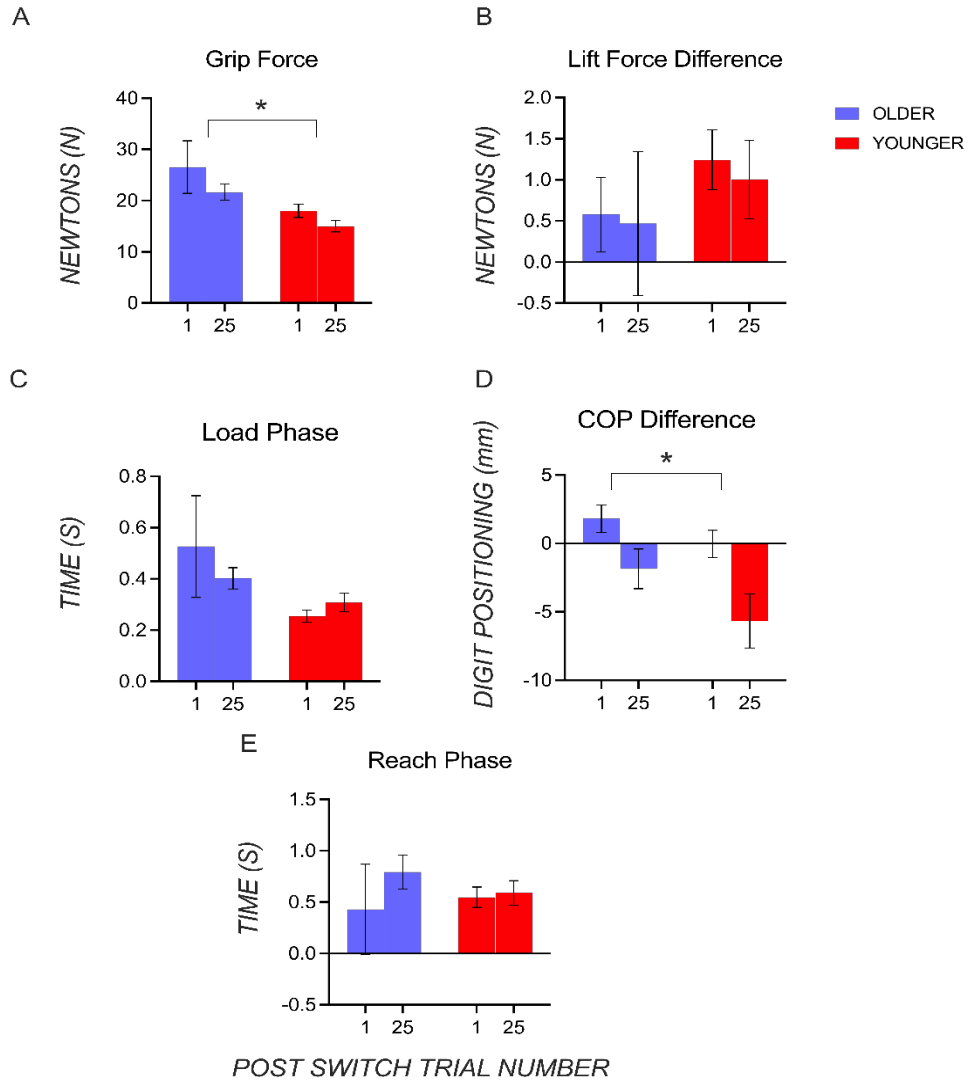 A
Grip Force
NEWTONS (N)
40
30
20
10
0
*
1 25 1 25
B
Lift Force Difference
NEWTONS (N)
2.0
1.5
1.0
0.5
0.0
-0.5
1 25 1 25
OLDER
YOUNGER
C
Load Phase
TIME (S)
0.8
0.6
0.4
0.2
0.0
1 25 1 25
D
COP Difference
DIGIT POSITIONING (mm)
5
0
-5
-10
*
1 25 1 25
E
Reach Phase
TIME (S)
1.5
1.0
0.5
0.0
-0.5
1 25 1 25
POST SWITCH TRIAL NUMBER